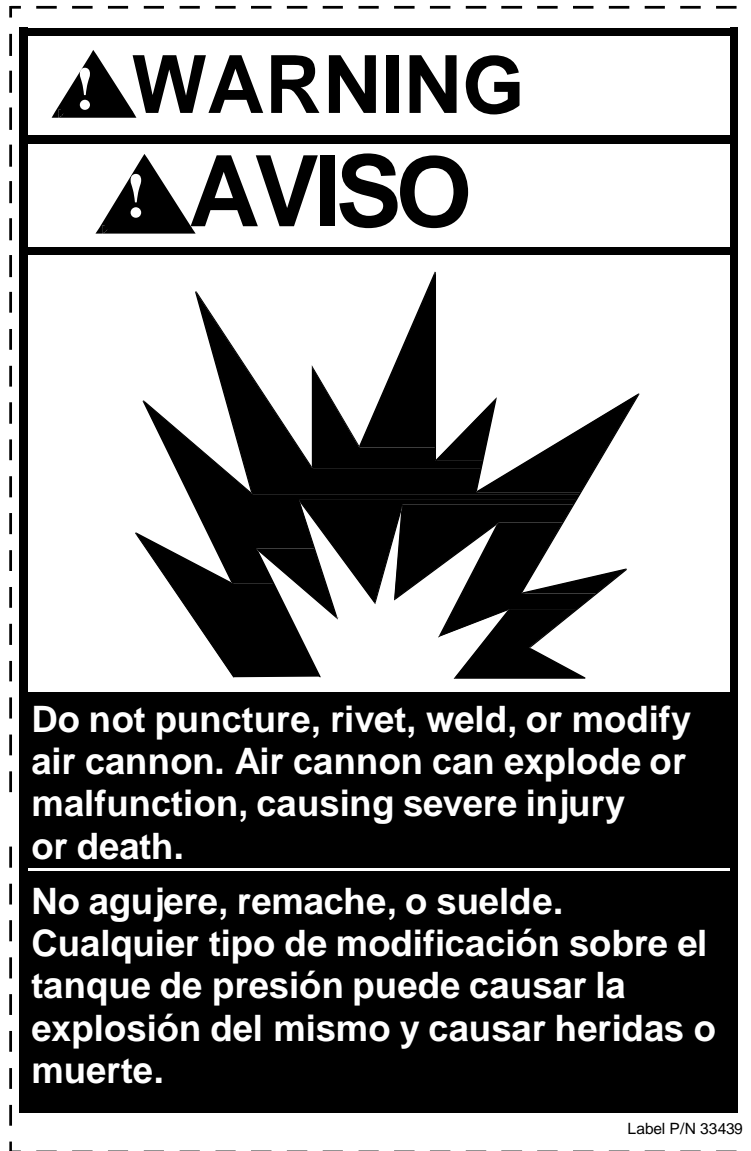 WARNING
AVISO
Do not puncture, rivet, weld, or modify
air cannon. Air cannon can explode or
malfunction, causing severe injury
or death.
No agujere, remache, o suelde.
Cualquier tipo de modificación sobre el
tanque de presión puede causar la
explosión del mismo y causar heridas o
muerte.
Label P/N 33439